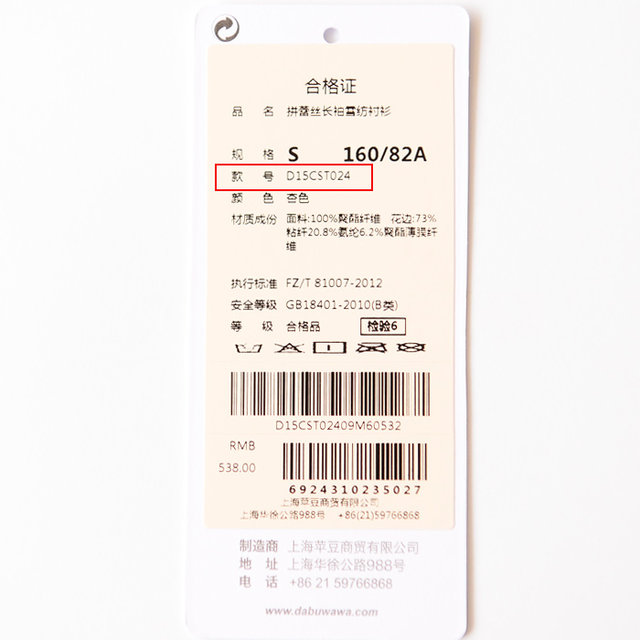 合格证
品 名 拼蕾丝长袖雪纺衬衫
规 格 S 160/82A
款 号 D15CST024
颜 色 杏色
材质成份 面料:100%聚酯纤维 花边:73%
粘纤20.8%氨纶6.2%聚酯薄膜纤
维
执行标准 FZ/T 81007-2012
安全等级 GB18401-2010(B类)
等 级 合格品 检验6
D15CST02409M60532
RMB
538.00
6924310235027
上海苹豆商贸有限公司
上海华徐公路988号 +86(21)59766868
制造商 上海苹豆商贸有限公司
地 址 上海华徐公路988号
电 话 +86 21 59766868
www.dabuwawa.com